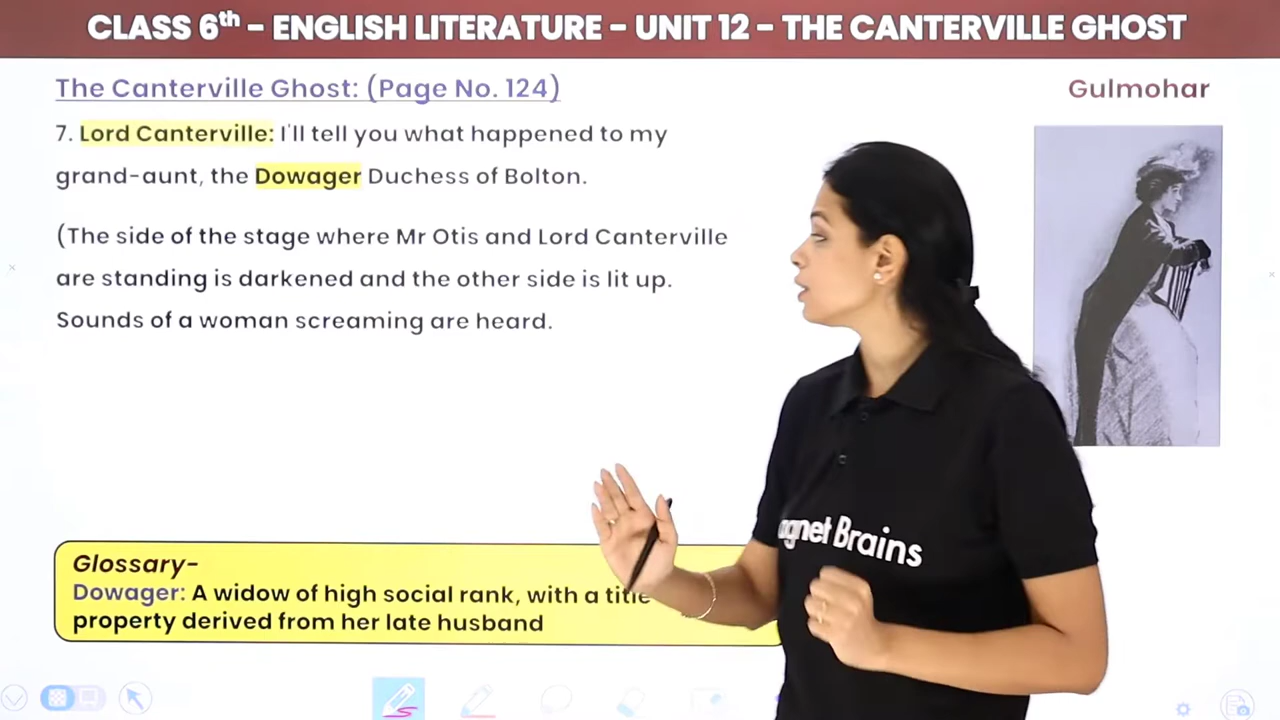 CLASS 6th - ENGLISH LITERATURE - UNIT 12 - THE CANTERVILLE GHOST
The Canterville Ghost: (Page No. 124)
Gulmohar
7. Lord Canterville: I'll tell you what happened to my
grand-aunt, the Dowager Duchess of Bolton.
(The side of the stage where Mr Otis and Lord Canterville
are standing is darkened and the other side is lit up.
Sounds of a woman screaming are heard.
Brains
Glossary-
Dowager: A widow of high social rank, with a title
property derived from her late husband